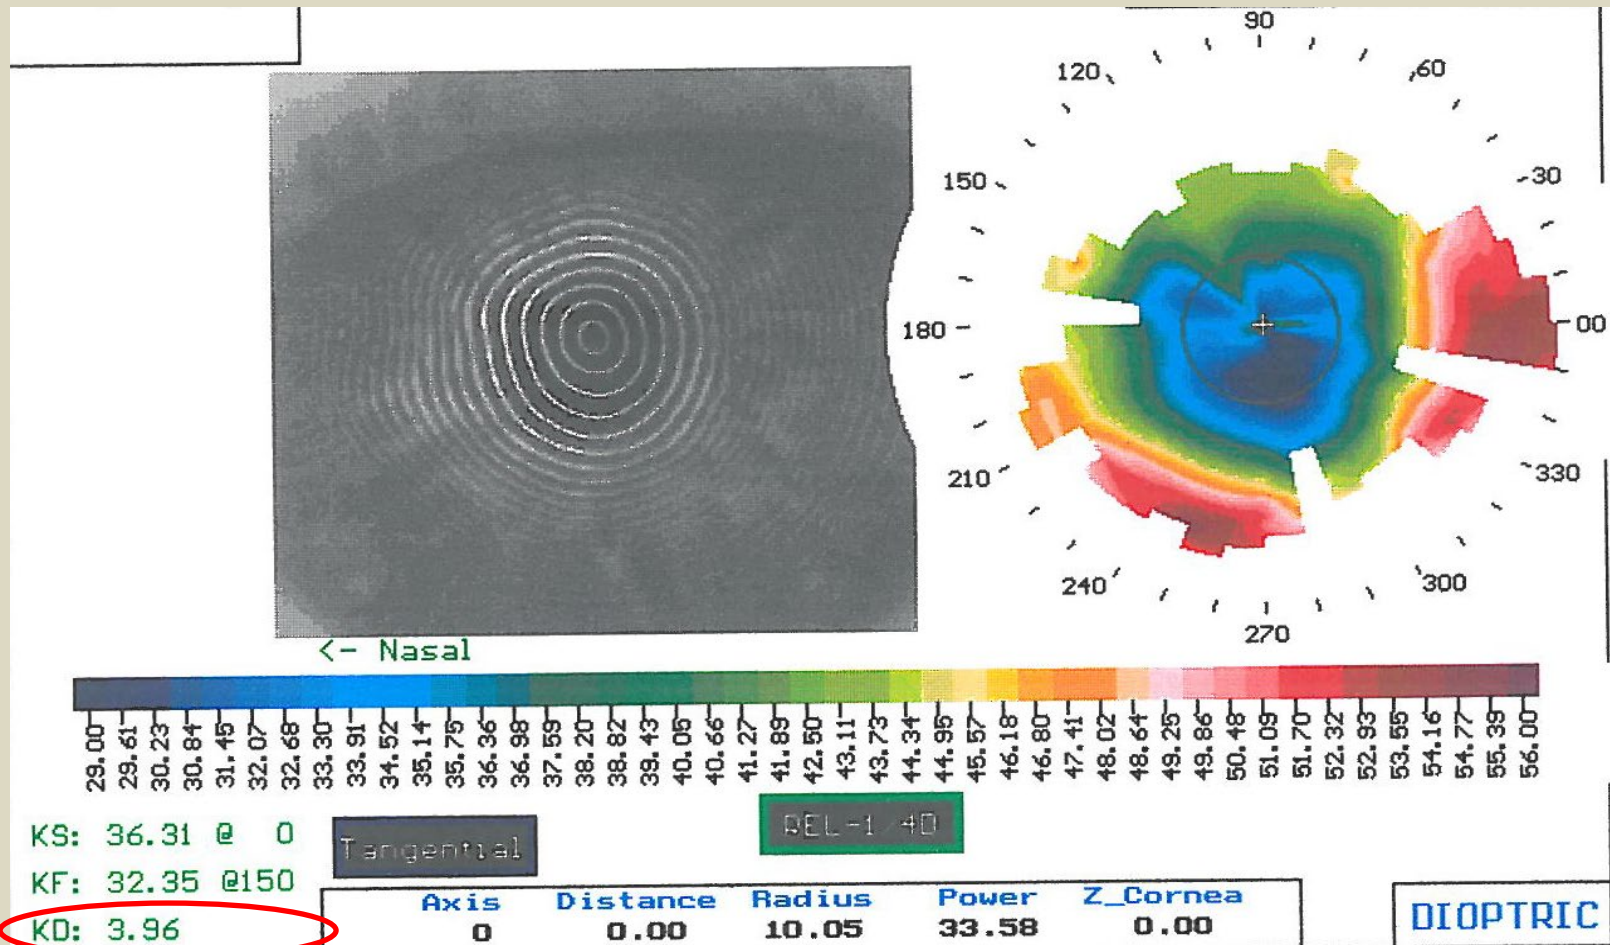 90
120
60
150
30
180
00
210
330
240
300
270
<- Nasal
29.00 29.61 30.23 30.84 31.45 32.07 32.68 33.30 33.91 34.52 35.14 35.75 36.36 36.98 37.59 38.20 38.82 39.43 40.05 40.66 41.27 41.89 42.50 43.11 43.73 44.34 44.95 45.57 46.18 46.80 47.41 48.02 48.64 49.25 49.86 50.48 51.09 51.70 52.32 52.93 53.55 54.16 54.77 55.39 56.00
KS: 36.31 @ 0
KF: 32.35 @150
KD: 3.96
Tangential
REL-1/4D
Axis Distance Radius Power Z_Cornea
0 0.00 10.05 33.58 0.00
DIOPTRIC